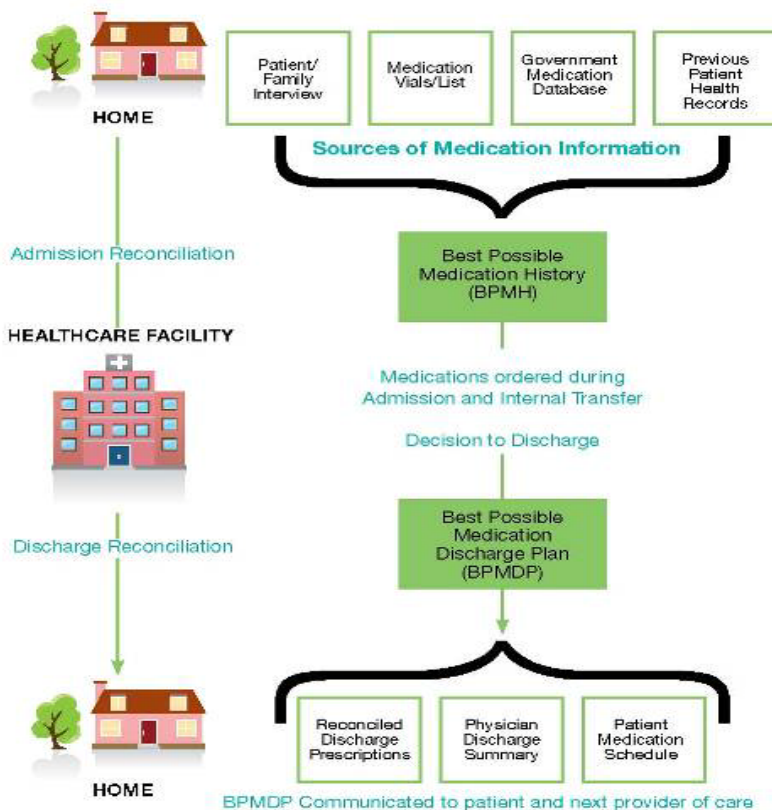 HOME
Patient/
Family
Interview
Medication
Vials/List
Government
Medication
Database
Previous
Patient
Health
Records
Sources of Medication Information
Admission Reconciliation
Best Possible
Medication History
(BPMH)
HEALTHCARE FACILITY
Medications ordered during
Admission and Internal Transfer
Decision to Discharge
Discharge Reconciliation
Best Possible
Medication
Discharge Plan
(BPMDP)
HOME
Reconciled
Discharge
Prescriptions
Physician
Discharge
Summary
Patient
Medication
Schedule
BPMDP Communicated to patient and next provider of care